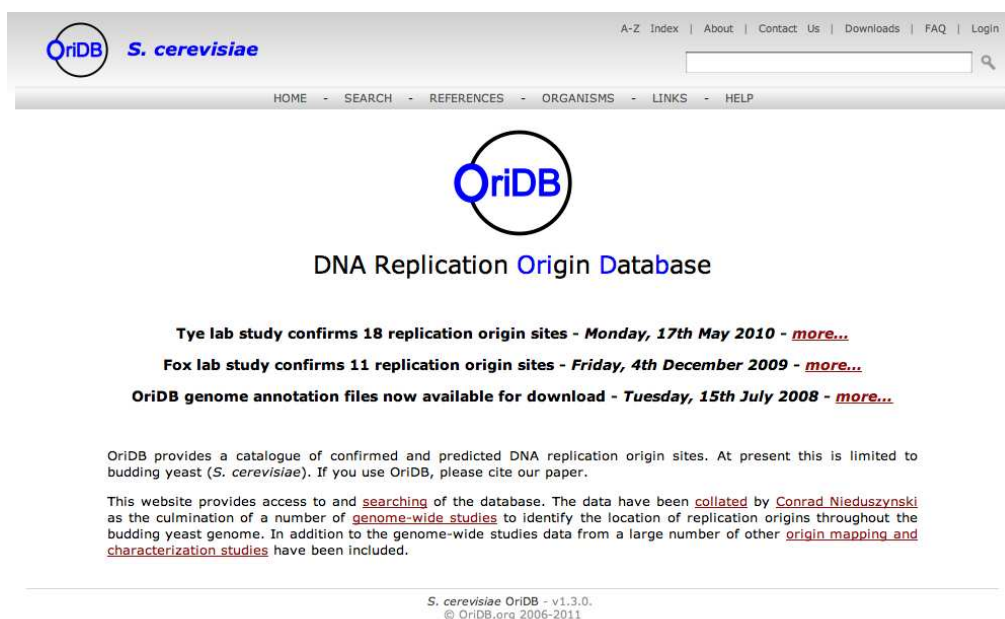 OriDB S. cerevisiae
A-Z Index | About | Contact Us | Downloads | FAQ | Login
HOME - SEARCH - REFERENCES - ORGANISMS - LINKS - HELP
OriDB
DNA Replication Origin Database
Tye lab study confirms 18 replication origin sites - Monday, 17th May 2010 - more...
Fox lab study confirms 11 replication origin sites - Friday, 4th December 2009 - more...
OriDB genome annotation files now available for download - Tuesday, 15th July 2008 - more...
OriDB provides a catalogue of confirmed and predicted DNA replication origin sites. At present this is limited to
budding yeast (S. cerevisiae). If you use OriDB, please cite our paper.
This website provides access to and searching of the database. The data have been collated by Conrad Nieduszynski
as the culmination of a number of genome-wide studies to identify the location of replication origins throughout the
budding yeast genome. In addition to the genome-wide studies data from a large number of other origin mapping and
characterization studies have been included.
S. cerevisiae OriDB - v1.3.0.
© OriDB.org 2006-2011